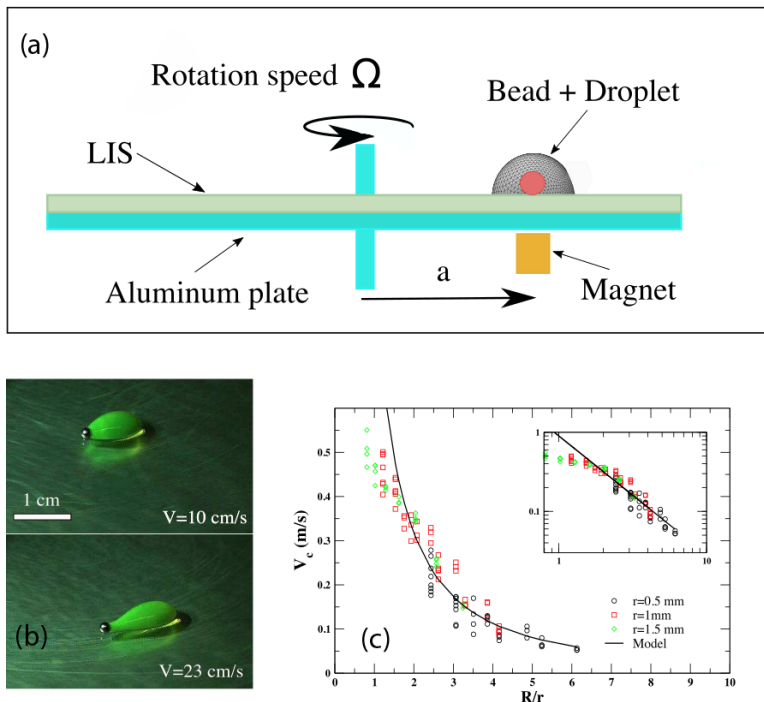 (a)
Rotation speed Ω
Bead + Droplet
LIS
Aluminum plate
a
Magnet
1 cm
V=10 cm/s
(b)
V=23 cm/s
V_c (m/s)
0.5
0.4
0.3
0.2
0.1
0
0 1 2 3 4 5 6 7 8 9 10
R/r
1
0.1
1 10
r=0.5 mm
r=1mm
r=1.5 mm
Model
(c)